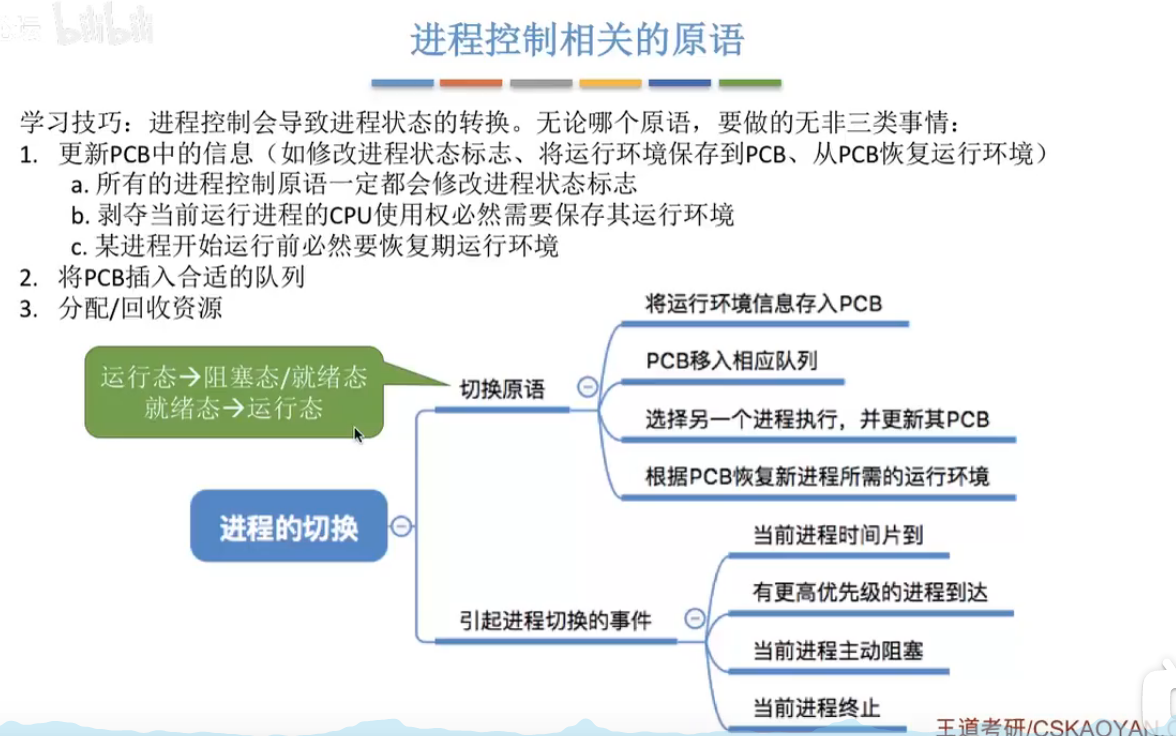 bilibili
进程控制相关的原语
学习技巧：进程控制会导致进程状态的转换。无论哪个原语，要做的无非三类事情：
1. 更新PCB中的信息（如修改进程状态标志、将运行环境保存到PCB、从PCB恢复运行环境）
a. 所有的进程控制原语一定都会修改进程状态标志
b. 剥夺当前运行进程的CPU使用权必然需要保存其运行环境
c. 某进程开始运行前必然要恢复期运行环境
2. 将PCB插入合适的队列
3. 分配/回收资源
运行态→阻塞态/就绪态
就绪态→运行态
进程的切换
切换原语
将运行环境信息存入PCB
PCB移入相应队列
选择另一个进程执行，并更新其PCB
根据PCB恢复新进程所需的运行环境
引起进程切换的事件
当前进程时间片到
有更高优先级的进程到达
当前进程主动阻塞
当前进程终止
王道考研/CSKAOYAN